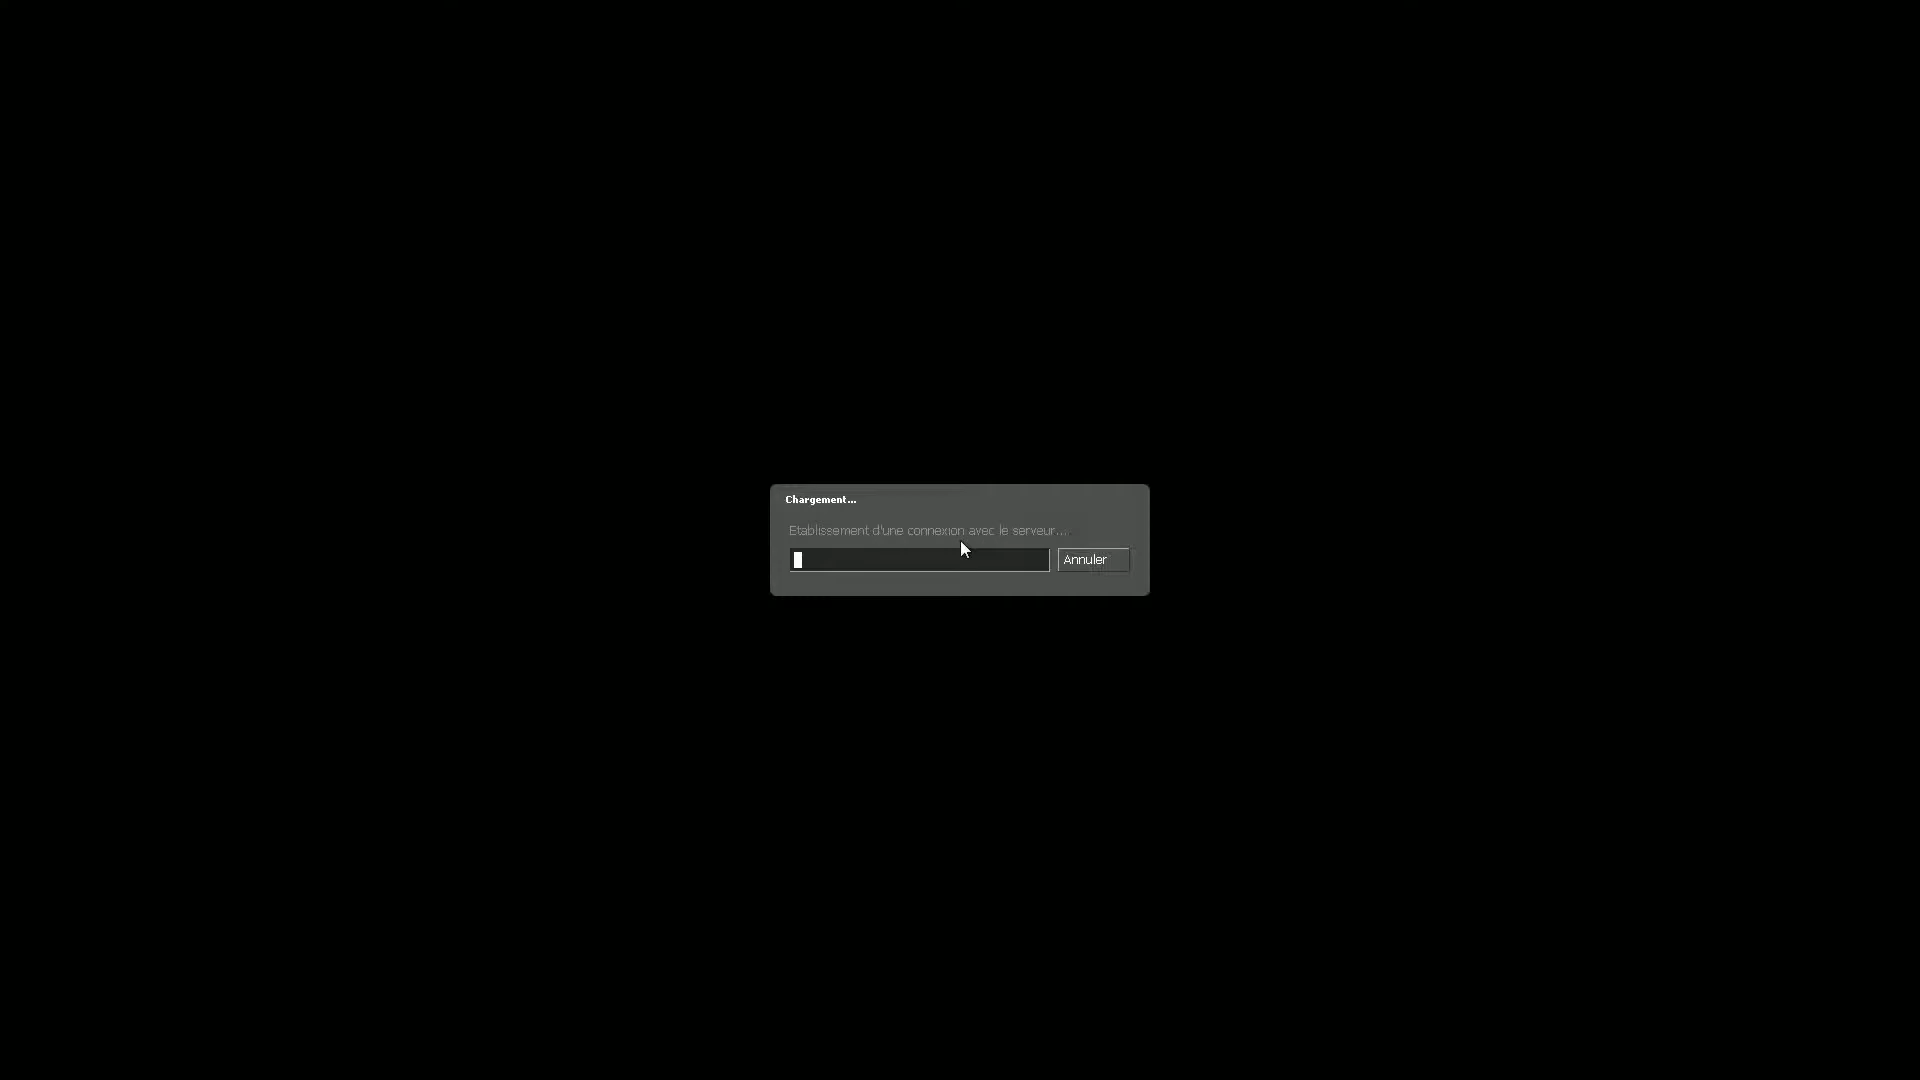 Chargement...
Etablissement d'une connexion avec le serveur...
Annuler